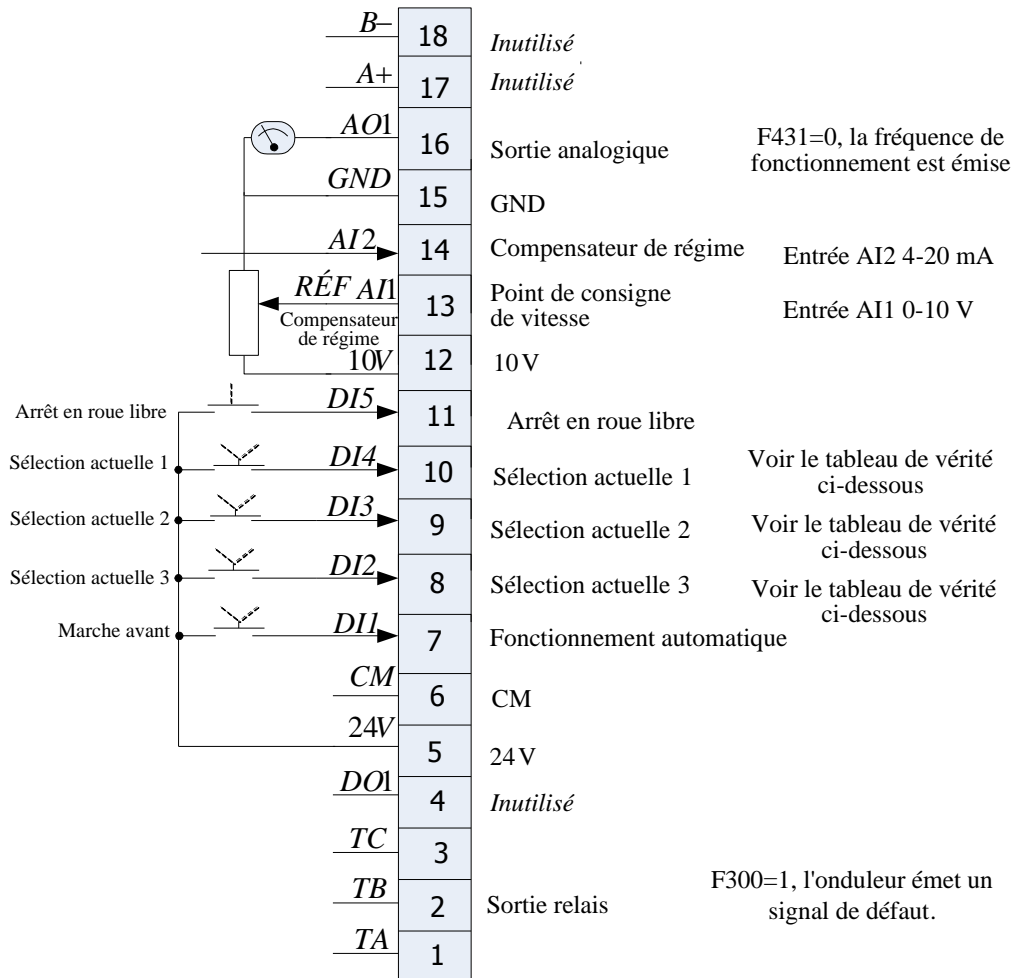 B−
18
Inutilisé
A+
17
Inutilisé
AO1
16
Sortie analogique
F431=0, la fréquence de
fonctionnement est émise
GND
15
GND
AI2
14
Compensateur de régime
Entrée AI2 4-20 mA
RÉF AI1
13
Point de consigne
de vitesse
Entrée AI1 0-10 V
Compensateur
de régime
10V
12
10V
Arrêt en roue libre
DI5
11
Arrêt en roue libre
Sélection actuelle 1
DI4
10
Sélection actuelle 1
Voir le tableau de vérité
ci-dessous
Sélection actuelle 2
DI3
9
Sélection actuelle 2
Voir le tableau de vérité
ci-dessous
Sélection actuelle 3
DI2
8
Sélection actuelle 3
Voir le tableau de vérité
ci-dessous
Marche avant
DI1
7
Fonctionnement automatique
CM
6
CM
24V
5
24V
DO1
4
Inutilisé
TC
3
TB
2
Sortie relais
F300=1, l'onduleur émet un
signal de défaut.
TA
1